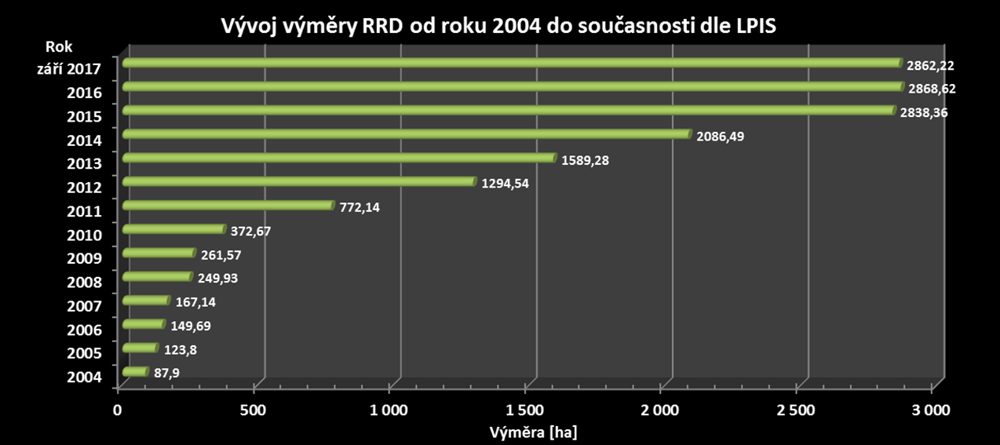 Vývoj výměry RRD od roku 2004 do současnosti dle LPIS
Rok
září 2017 2862,22
2016 2868,62
2015 2838,36
2014 2086,49
2013 1589,28
2012 1294,54
2011 772,14
2010 372,67
2009 261,57
2008 249,93
2007 167,14
2006 149,69
2005 123,8
2004 87,9
0 500 1 000 1 500 2 000 2 500 3 000
Výměra [ha]